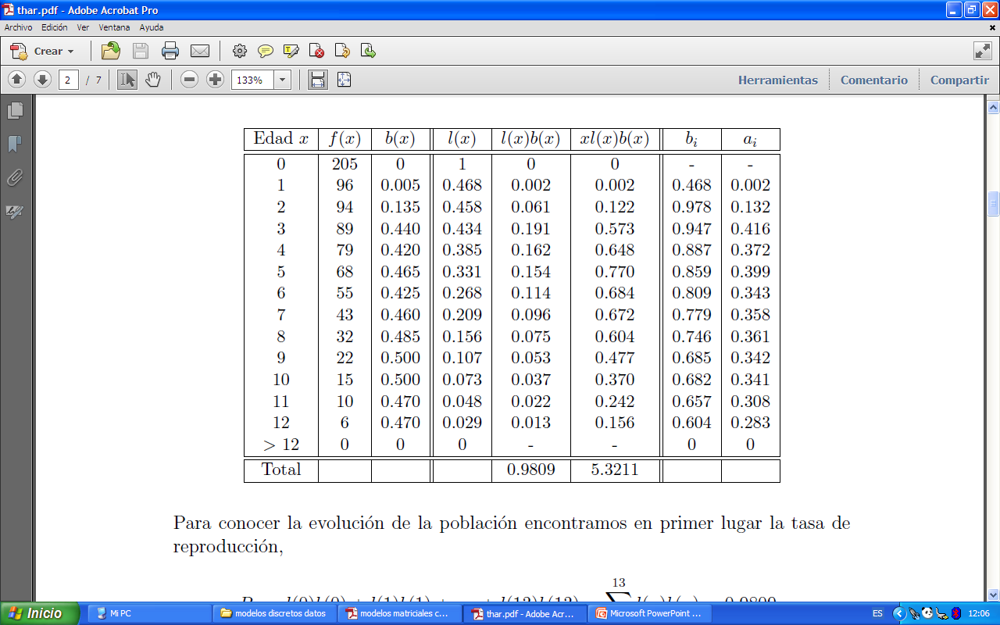 thar.pdf - Adobe Acrobat Pro
Archivo Edición Ver Ventana Ayuda
Crear
2 / 7 133% Herramientas Comentario Compartir
Edad x f(x) b(x) l(x) l(x)b(x) xl(x)b(x) b_i a_i
0 205 0 1 0 0 - -
1 96 0.005 0.468 0.002 0.002 0.468 0.002
2 94 0.135 0.458 0.061 0.122 0.978 0.132
3 89 0.440 0.434 0.191 0.573 0.947 0.416
4 79 0.420 0.385 0.162 0.648 0.887 0.372
5 68 0.465 0.331 0.154 0.770 0.859 0.399
6 55 0.425 0.268 0.114 0.684 0.809 0.343
7 43 0.460 0.209 0.096 0.672 0.779 0.358
8 32 0.485 0.156 0.075 0.604 0.746 0.361
9 22 0.500 0.107 0.053 0.477 0.685 0.342
10 15 0.500 0.073 0.037 0.370 0.682 0.341
11 10 0.470 0.048 0.022 0.242 0.657 0.308
12 6 0.470 0.029 0.013 0.156 0.604 0.283
> 12 0 0 0 - - 0 0
Total 0.9809 5.3211
Para conocer la evolución de la población encontramos en primer lugar la tasa de
reproducción,
13
Inicio Mi PC modelos discretos datos modelos matriciales c... thar.pdf - Adobe Acr... Microsoft PowerPoint ... ES 12:06